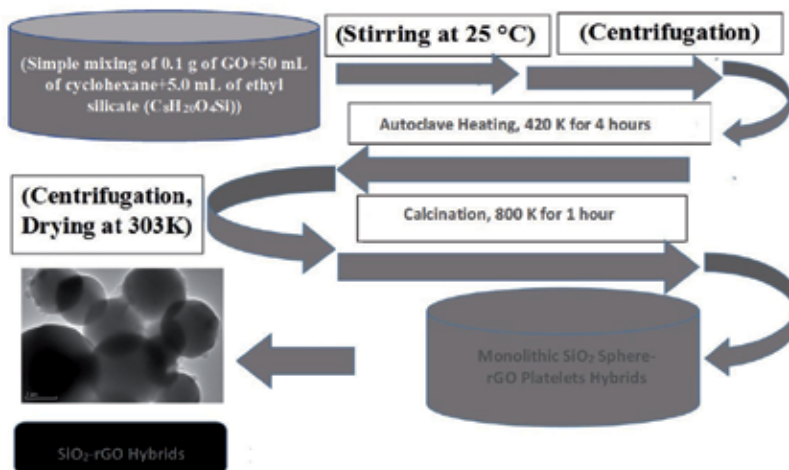 (Simple mixing of 0.1 g of GO+50 mL
of cyclohexane+5.0 mL of ethyl
silicate (C₈H₂₀O₄Si))
(Stirring at 25 °C)
(Centrifugation)
Autoclave Heating, 420 K for 4 hours
(Centrifugation,
Drying at 303K)
Calcination, 800 K for 1 hour
Monolithic SiO₂ Sphere-
rGO Platelets Hybrids
SiO₂-rGO Hybrids